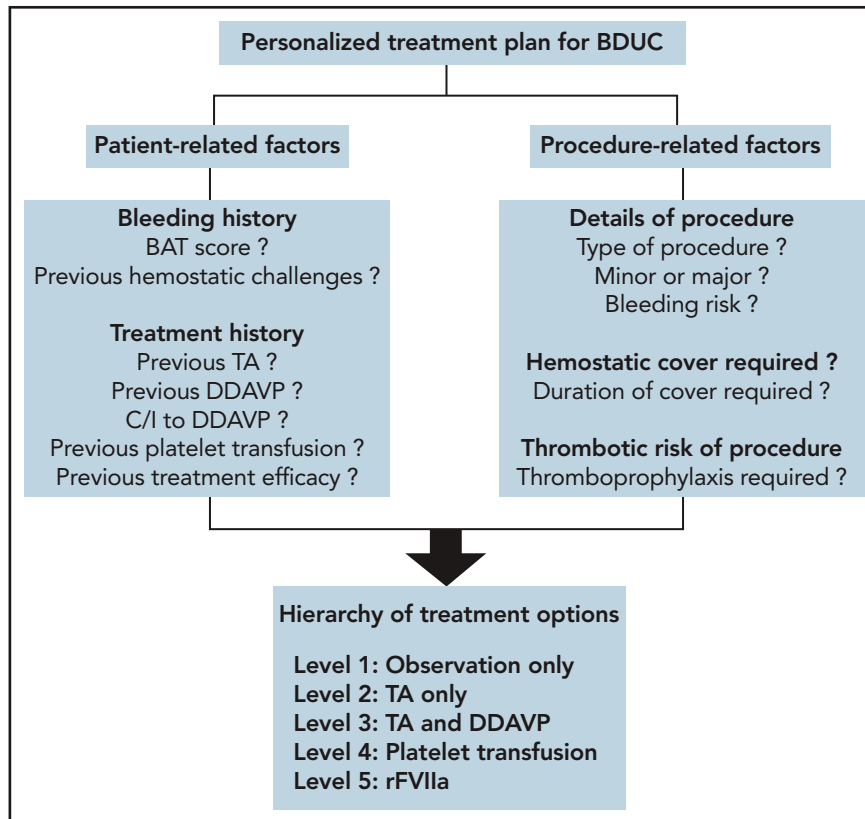 Personalized treatment plan for BDUC
Patient-related factors
Bleeding history
BAT score ?
Previous hemostatic challenges ?
Treatment history
Previous TA ?
Previous DDAVP ?
C/I to DDAVP ?
Previous platelet transfusion ?
Previous treatment efficacy ?
Procedure-related factors
Details of procedure
Type of procedure ?
Minor or major ?
Bleeding risk ?
Hemostatic cover required ?
Duration of cover required ?
Thrombotic risk of procedure
Thromboprophylaxis required ?
Hierarchy of treatment options
Level 1: Observation only
Level 2: TA only
Level 3: TA and DDAVP
Level 4: Platelet transfusion
Level 5: rFVIIa